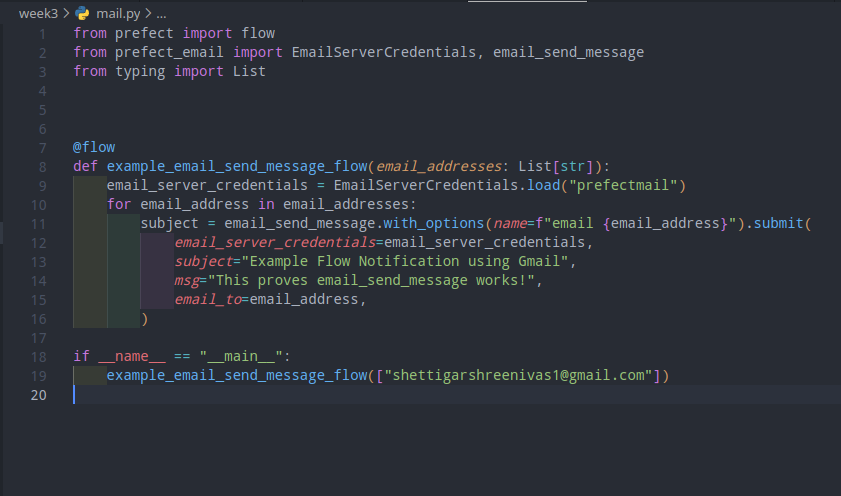 week3 > mail.py > ...
1 from prefect import flow
2 from prefect_email import EmailServerCredentials, email_send_message
3 from typing import List
4
5
6
7 @flow
8 def example_email_send_message_flow(email_addresses: List[str]):
9     email_server_credentials = EmailServerCredentials.load("prefectmail")
10     for email_address in email_addresses:
11         subject = email_send_message.with_options(name=f"email {email_address}").submit(
12             email_server_credentials=email_server_credentials,
13             subject="Example Flow Notification using Gmail",
14             msg="This proves email_send_message works!",
15             email_to=email_address,
16         )
17
18 if __name__ == "__main__":
19     example_email_send_message_flow(["shettigarshreenivas1@gmail.com"])
20